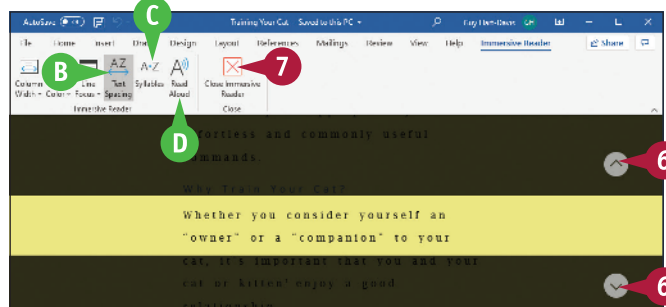 AutoSave
Training Your Cat - Saved to this PC
GH
File Home Insert Draw Design Layout References Mailings Review View Help Immersive Reader Share
C
B
7
D
Column Width
Color
Line Focus
Text Spacing
Syllables
Read Aloud
Close Immersive Reader
Immersive Reader
Close
effortless and commonly useful
commands.
Why Train Your Cat?
Whether you consider yourself an
"owner" or a "companion" to your
cat, it's important that you and your
cat or kitten enjoy a good
relationship.
6
6